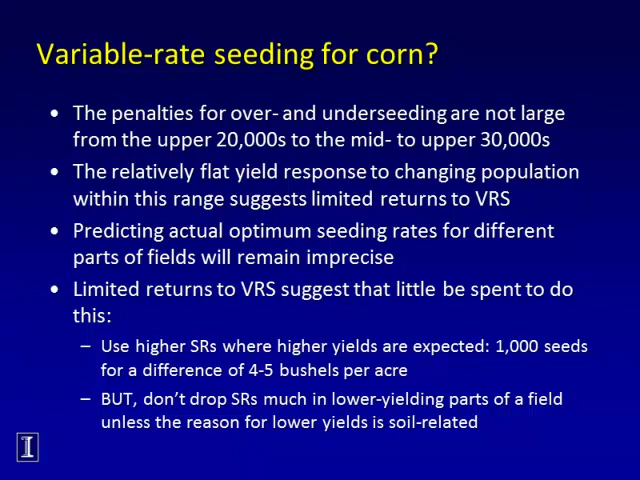 Variable-rate seeding for corn?
• The penalties for over- and underseeding are not large
from the upper 20,000s to the mid- to upper 30,000s
• The relatively flat yield response to changing population
within this range suggests limited returns to VRS
• Predicting actual optimum seeding rates for different
parts of fields will remain imprecise
• Limited returns to VRS suggest that little be spent to do
this:
– Use higher SRs where higher yields are expected: 1,000 seeds
for a difference of 4-5 bushels per acre
– BUT, don’t drop SRs much in lower-yielding parts of a field
unless the reason for lower yields is soil-related
I